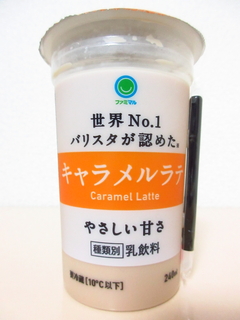 ファミマル
世界No.1
バリスタが認めた。
キャラメルラテ
Caramel Latte
やさしい甘さ
種類別 乳飲料
要冷蔵【10℃以下】
240ml